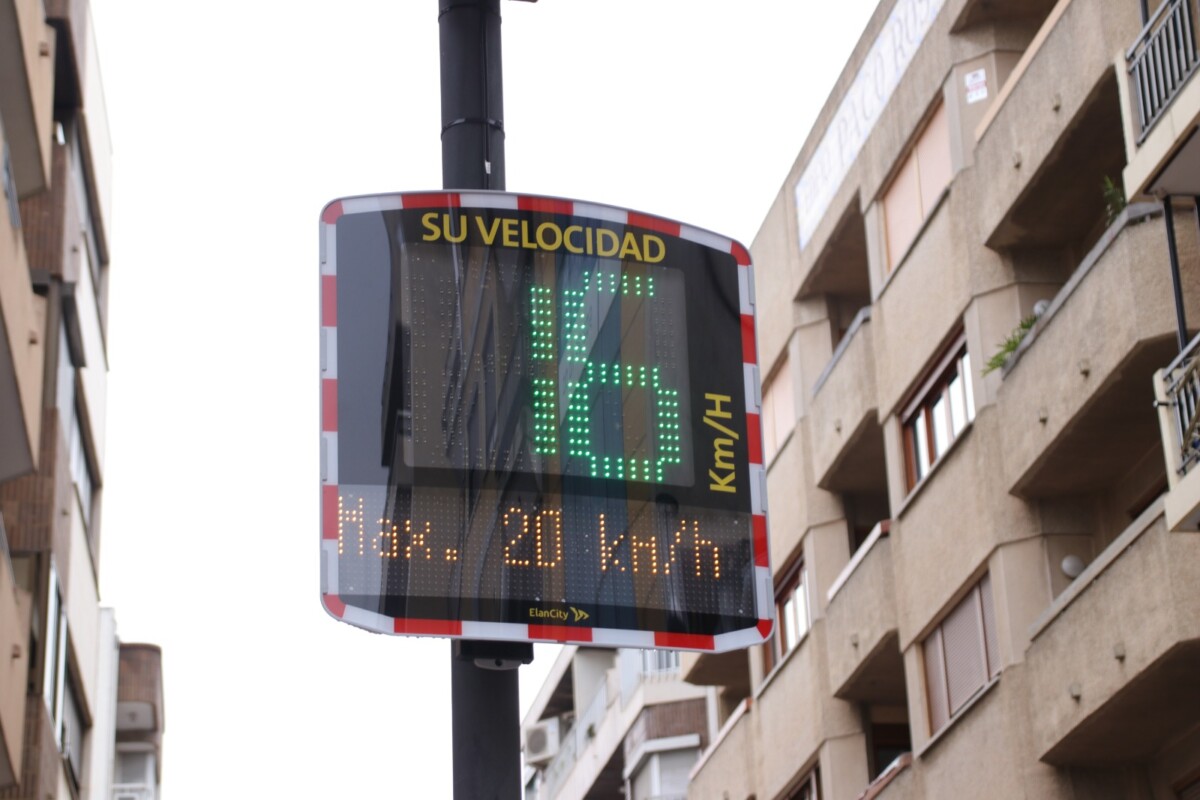 SU VELOCIDAD
16
Km/H
Max. 20 km/h
ElanCity